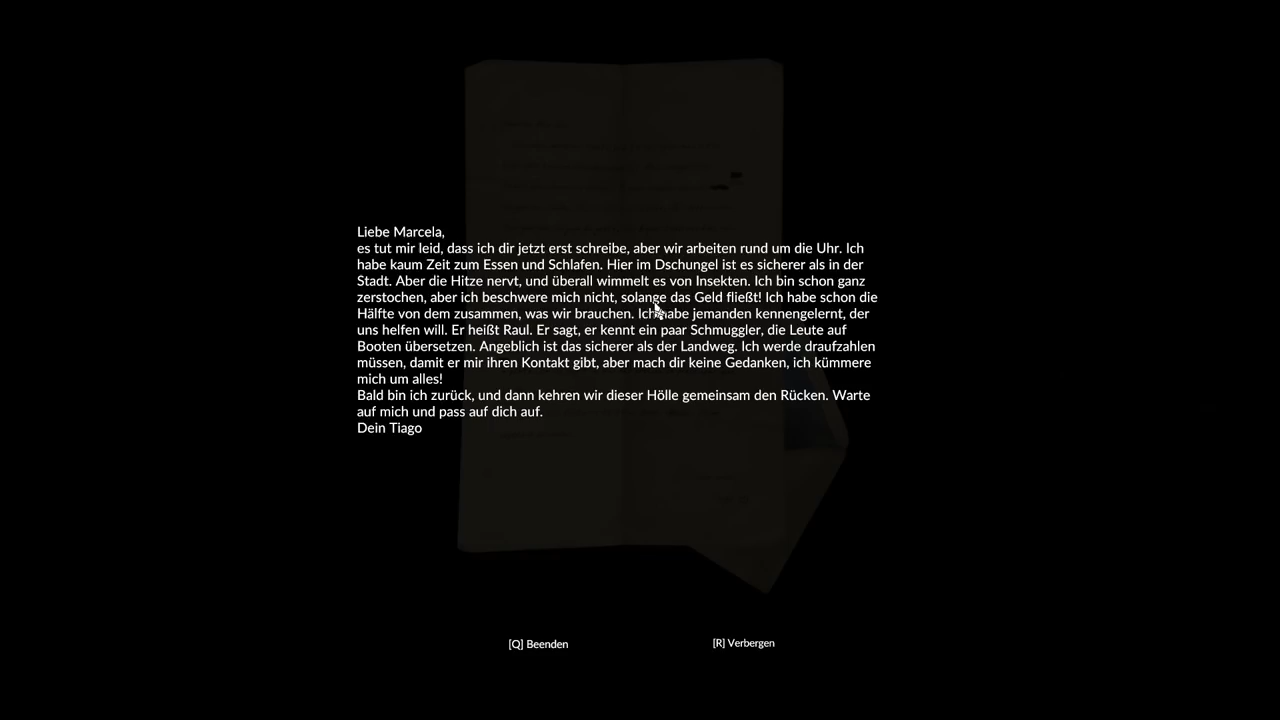 Liebe Marcela,
es tut mir leid, dass ich dir jetzt erst schreibe, aber wir arbeiten rund um die Uhr. Ich
habe kaum Zeit zum Essen und Schlafen. Hier im Dschungel ist es sicherer als in der
Stadt. Aber die Hitze nervt, und überall wimmelt es von Insekten. Ich bin schon ganz
zerstochen, aber ich beschwere mich nicht, solange das Geld fließt! Ich habe schon die
Hälfte von dem zusammen, was wir brauchen. Ich habe jemanden kennengelernt, der
uns helfen will. Er heißt Raul. Er sagt, er kennt ein paar Schmuggler, die Leute auf
Booten übersetzen. Angeblich ist das sicherer als der Landweg. Ich werde draufzahlen
müssen, damit er mir ihren Kontakt gibt, aber mach dir keine Gedanken, ich kümmere
mich um alles!
Bald bin ich zurück, und dann kehren wir dieser Hölle gemeinsam den Rücken. Warte
auf mich und pass auf dich auf.
Dein Tiago
[Q] Beenden
[R] Verbergen